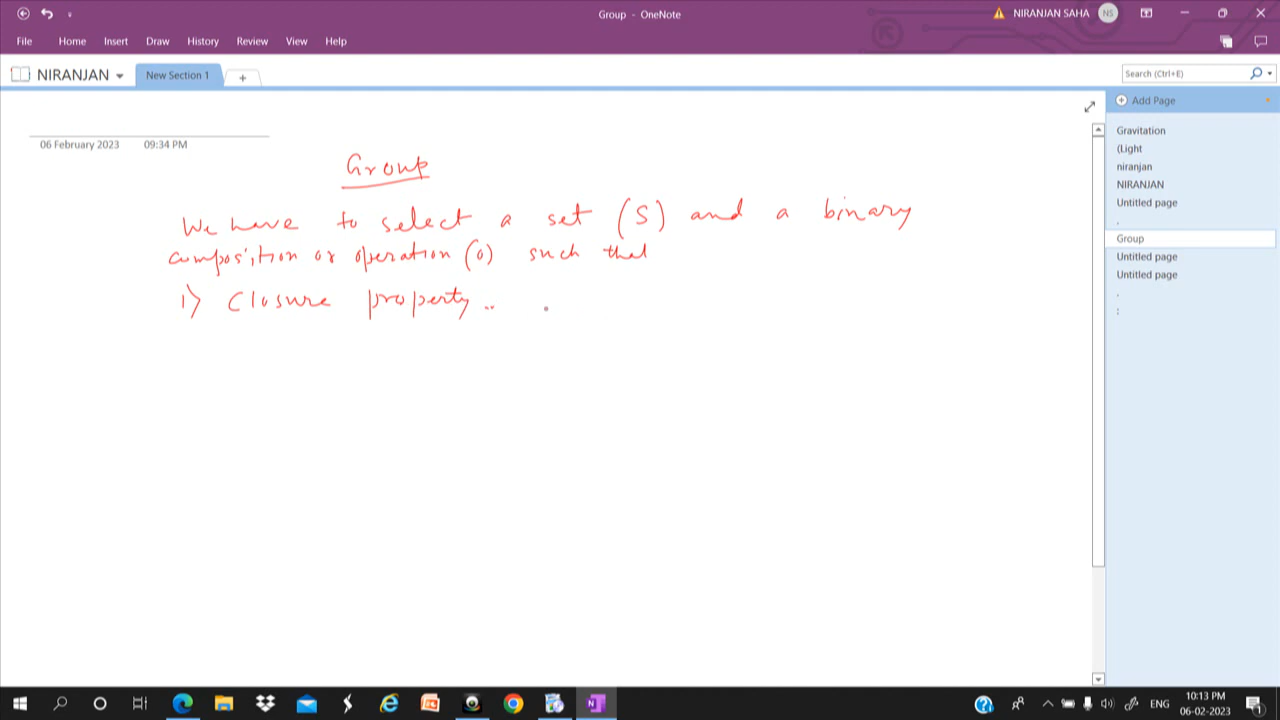 Group - OneNote
NIRANJAN SAHA
NS
File Home Insert Draw History Review View Help
NIRANJAN
New Section 1
+
Search (Ctrl+E)
Add Page
06 February 2023 09:34 PM
Gravitation
(Light
niranjan
NIRANJAN
Untitled page
.
Group
Untitled page
Untitled page
.
:
Group
We have to select a set (S) and a binary
composition or operation (o) such that
1) Closure property ..
ENG
10:13 PM
06-02-2023
1